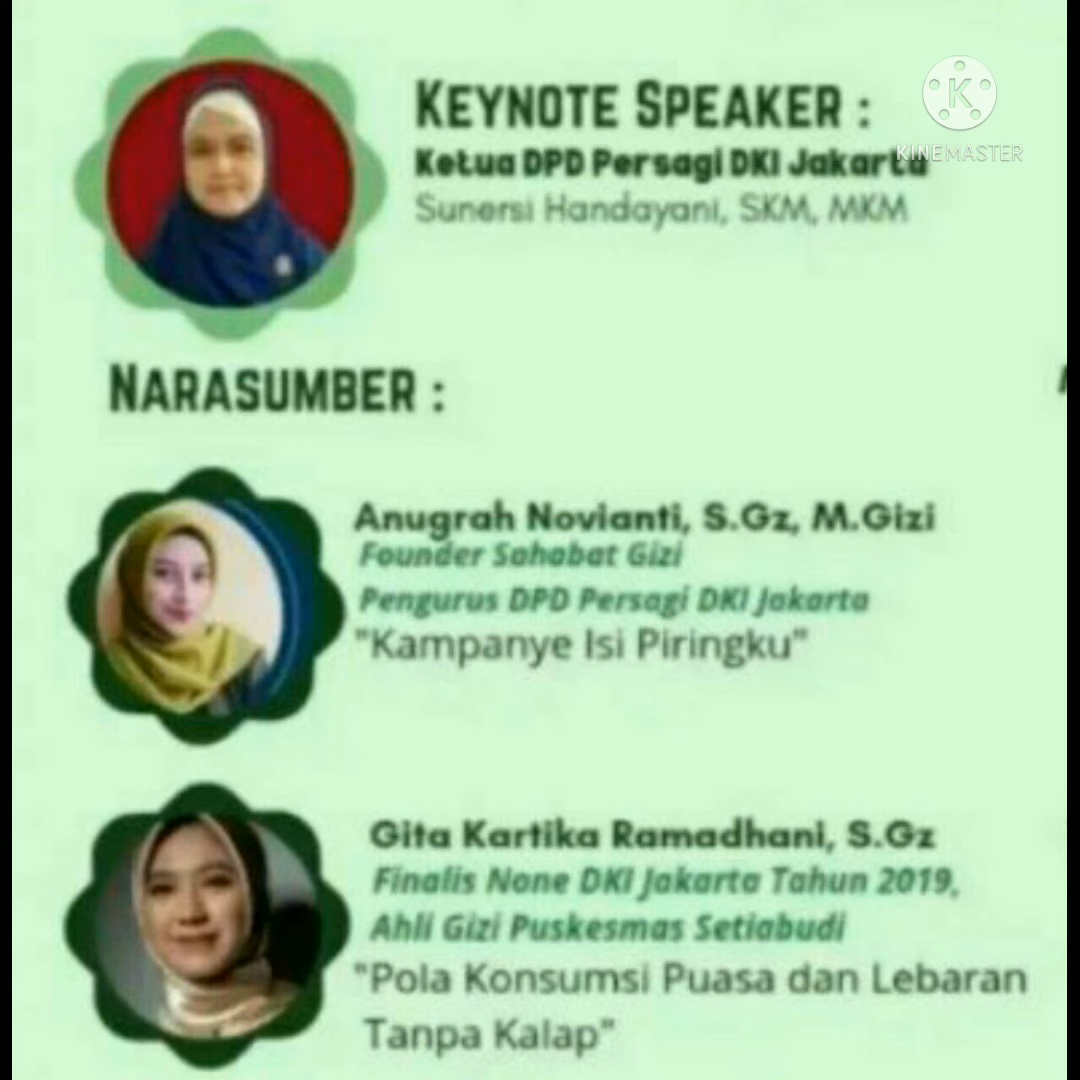 KEYNOTE SPEAKER :
Ketua DPD Persagi DKI Jakarta
KINEMASTER
Sunersi Handayani, SKM, MKM
NARASUMBER :
Anugrah Novianti, S.Gz, M.Gizi
Founder Sahabat Gizi
Pengurus DPD Persagi DKI Jakarta
"Kampanye Isi Piringku"
Gita Kartika Ramadhani, S.Gz
Finalis None DKI Jakarta Tahun 2019,
Ahli Gizi Puskesmas Setiabudi
"Pola Konsumsi Puasa dan Lebaran
Tanpa Kalap"